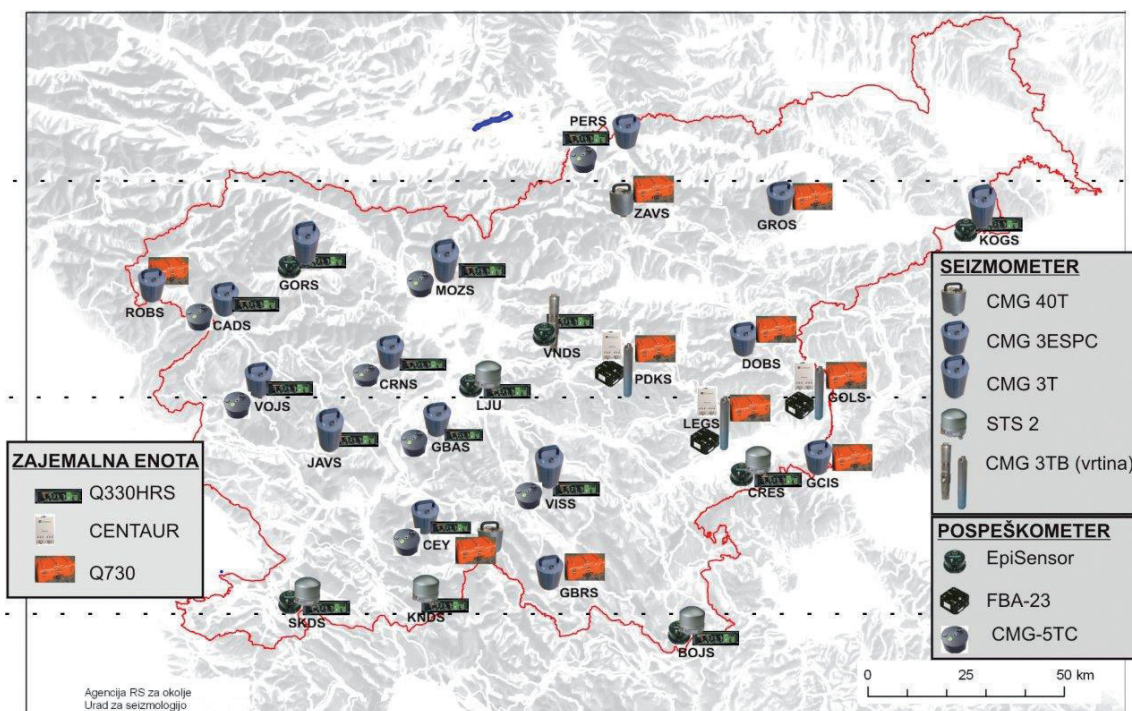 PERS
ZAVS
GROS
KOGS
GORS
MOZS
ROBS
CADS
VNDS
PDKS
DOBS
CRNS
LJU
GOLS
VOJS
LEGS
JAVS
GBAS
CRES
GCIS
VISS
CEY
GBRS
SKDS
KNDS
BOJS
SEIZMOMETER
CMG 40T
CMG 3ESPC
CMG 3T
STS 2
CMG 3TB (vrtina)
ZAJEMALNA ENOTA
Q330HRS
CENTAUR
Q730
POSPEŠKOMETER
EpiSensor
FBA-23
CMG-5TC
0 25 50 km
Agencija RS za okolje
Urad za seizmologijo